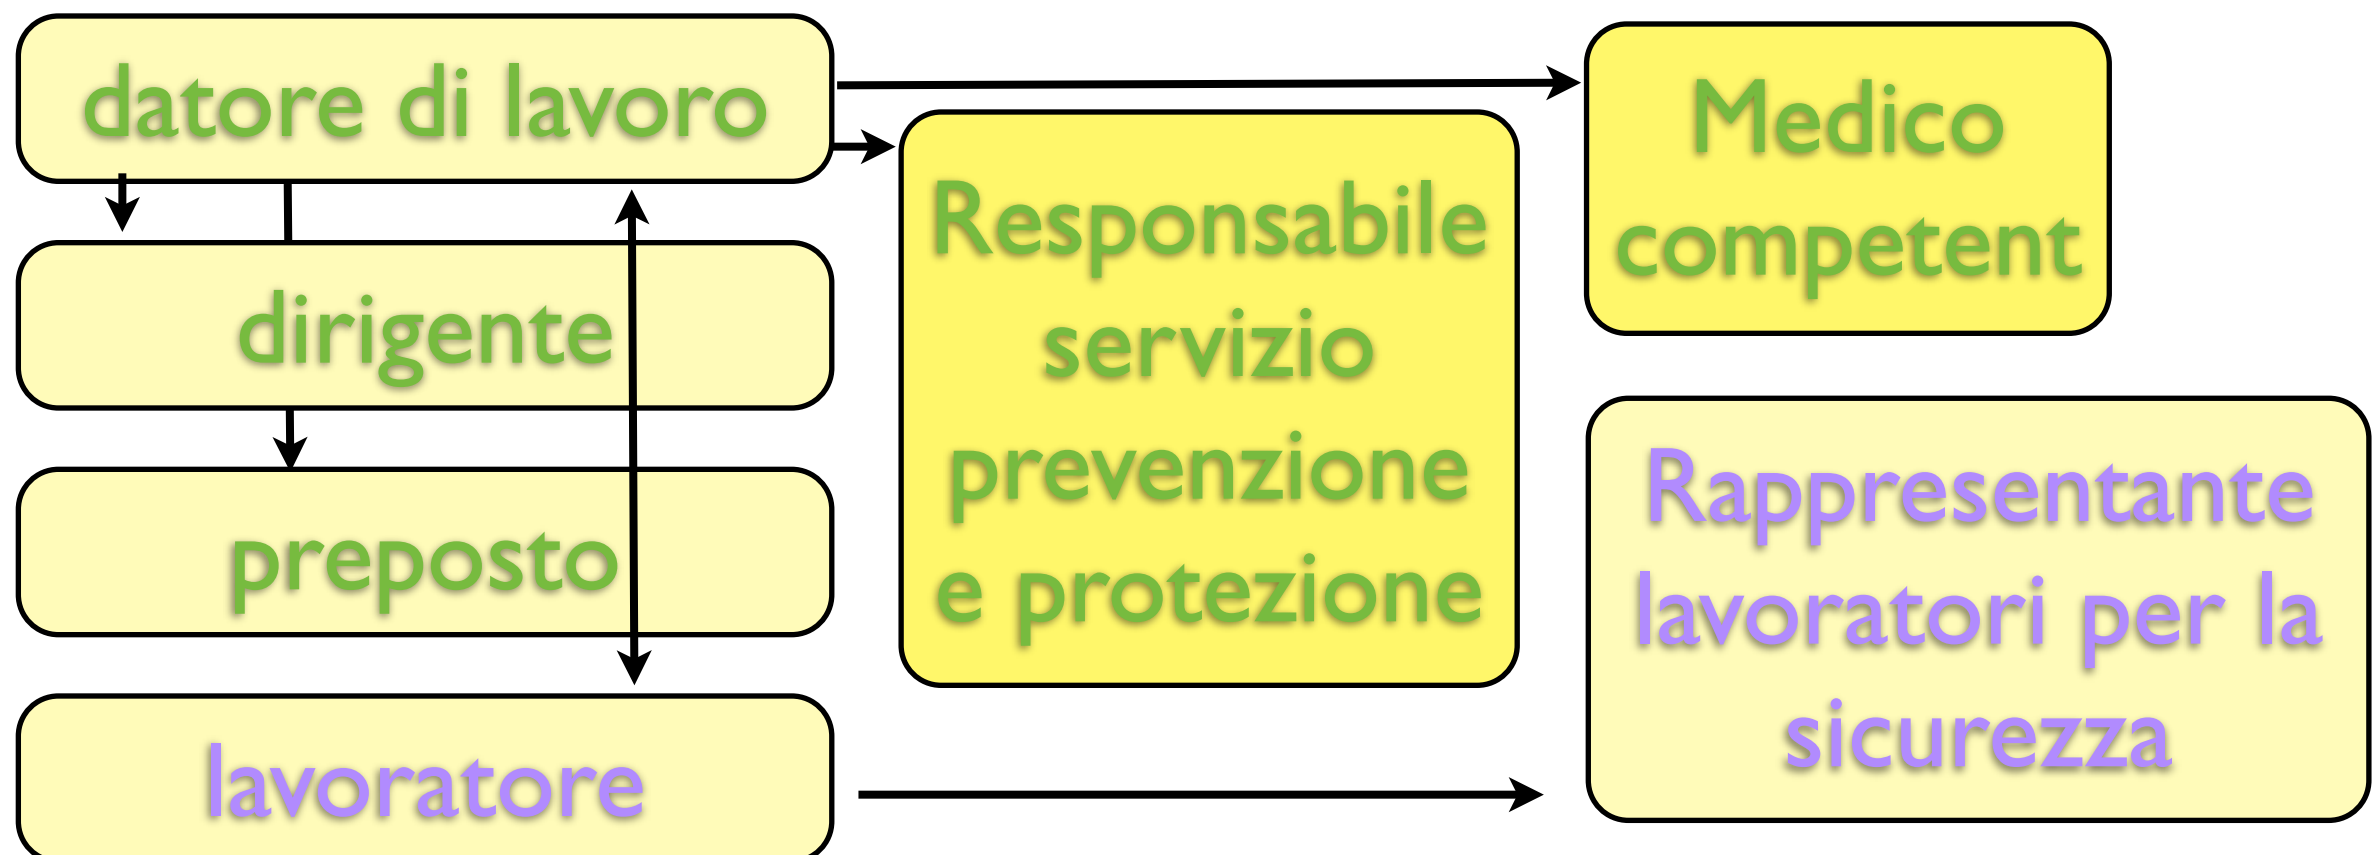 datore di lavoro
dirigente
preposto
lavoratore
Responsabile
servizio
prevenzione
e protezione
Medico
competent
Rappresentante
lavoratori per la
sicurezza